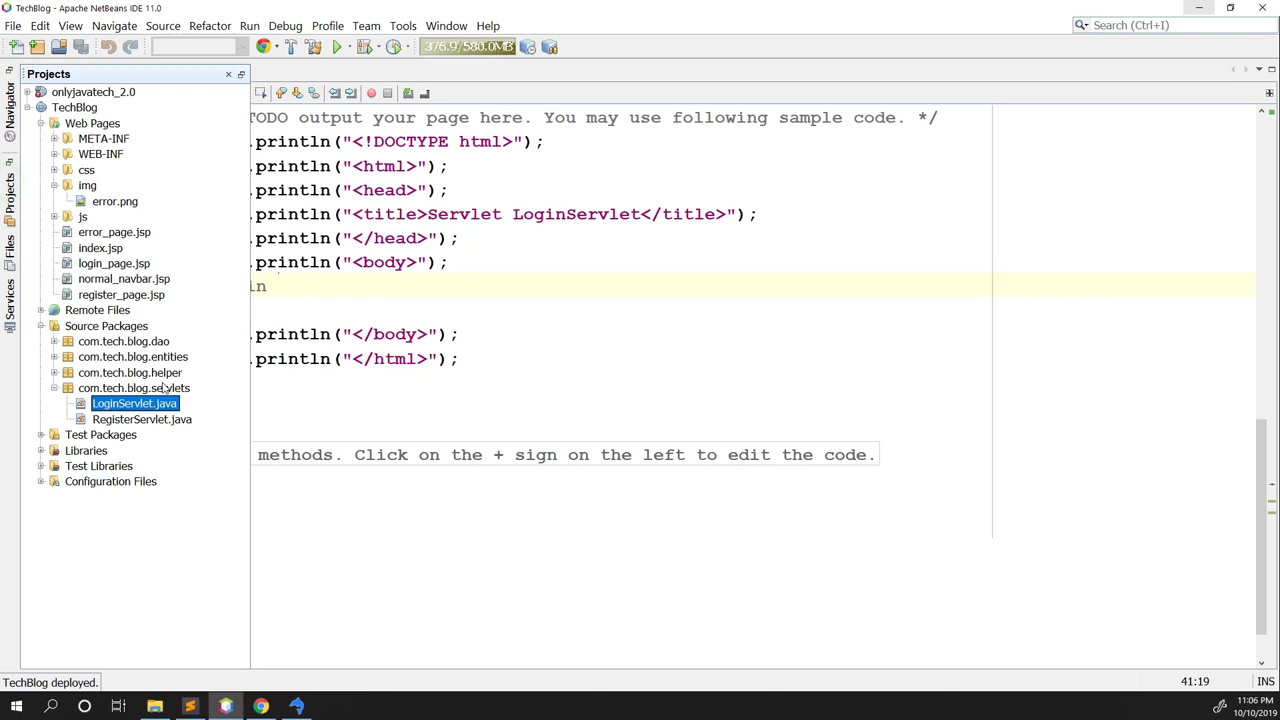 TechBlog - Apache NetBeans IDE 11.0
File Edit View Navigate Source Refactor Run Debug Profile Team Tools Window Help
Search (Ctrl+I)
376.9/580.0MB
Projects
onlyjavatech_2.0
TechBlog
Web Pages
META-INF
WEB-INF
css
img
error.png
js
error_page.jsp
index.jsp
login_page.jsp
normal_navbar.jsp
register_page.jsp
Remote Files
Source Packages
com.tech.blog.dao
com.tech.blog.entities
com.tech.blog.helper
com.tech.blog.servlets
LoginServlet.java
RegisterServlet.java
Test Packages
Libraries
Test Libraries
Configuration Files
Navigator
Projects
Files
Services
TODO output your page here. You may use following sample code. */
.println("<!DOCTYPE html>");
.println("<html>");
.println("<head>");
.println("<title>Servlet LoginServlet</title>");
.println("</head>");
.println("<body>");
in
.println("</body>");
.println("</html>");
methods. Click on the + sign on the left to edit the code.
TechBlog deployed.
41:19
INS
11:06 PM
10/10/2019